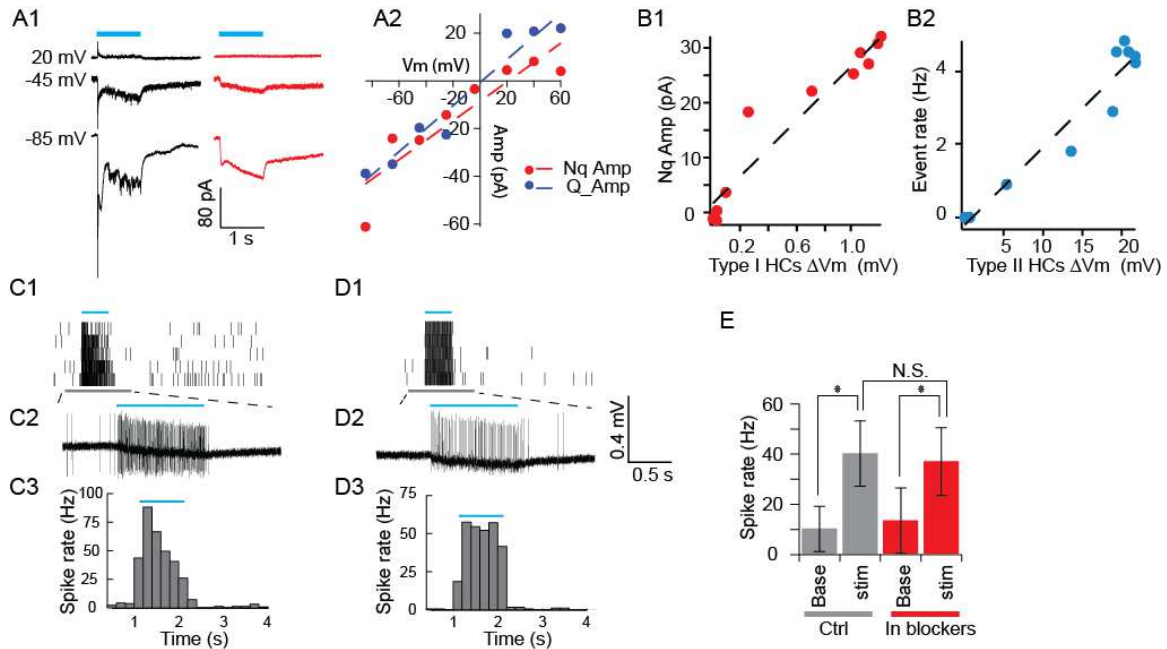 A1
20 mV
-45 mV
-85 mV
80 pA
1 s
A2
Vm (mV)
20
-60
-20
20
40
60
-20
-40
-60
Amp (pA)
Nq Amp
Q_Amp
B1
Nq Amp (pA)
30
20
10
0
0.2
0.6
1.0
Type I HCs ΔVm (mV)
B2
Event rate (Hz)
4
2
0
5
10
15
20
Type II HCs ΔVm (mV)
C1
C2
C3
Spike rate (Hz)
100
75
50
25
0
1
2
3
4
Time (s)
D1
D2
0.4 mV
0.5 s
D3
Spike rate (Hz)
75
50
25
0
1
2
3
4
Time (s)
E
N.S.
*
*
Spike rate (Hz)
60
40
20
0
Base
stim
Base
stim
Ctrl
In blockers